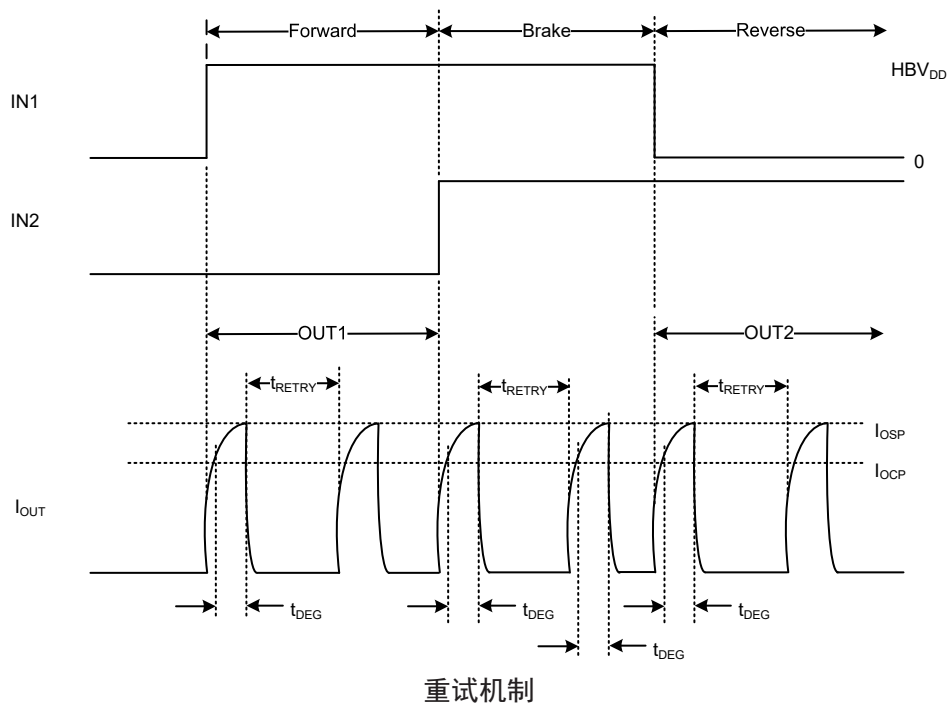 Forward Brake Reverse
HBVDD
IN1
0
IN2
OUT1 OUT2
tRETRY tRETRY tRETRY
IOSP
IOCP
IOUT
tDEG tDEG tDEG
tDEG
重试机制